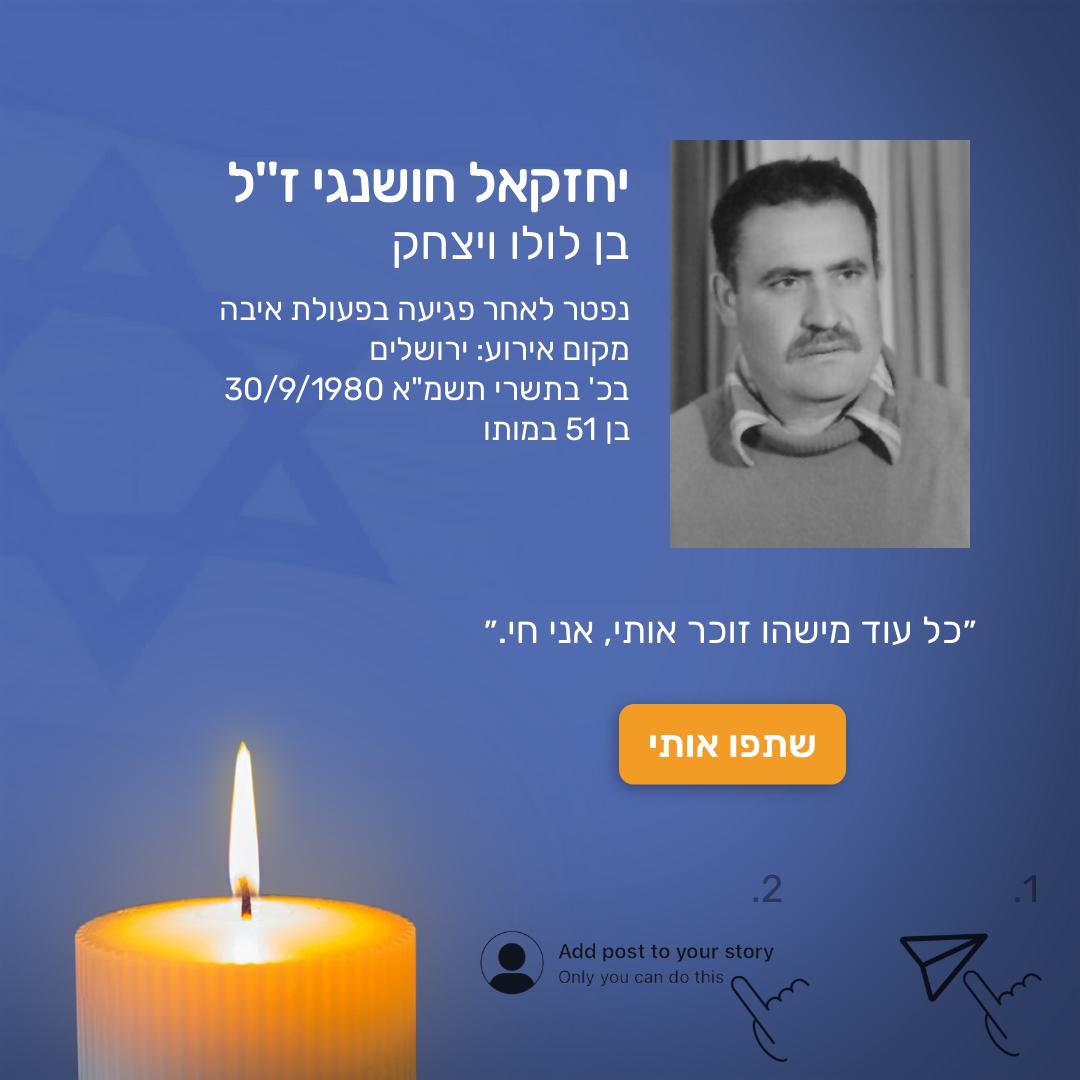 יחזקאל חושנגי ז"ל
בן לולו ויצחק
נפטר לאחר פגיעה בפעולת איבה
מקום אירוע: ירושלים
בכ' בתשרי תשמ"א 30/9/1980
בן 51 במותו
״כל עוד מישהו זוכר אותי, אני חי.״
שתפו אותי
.1
.2
Add post to your story
Only you can do this